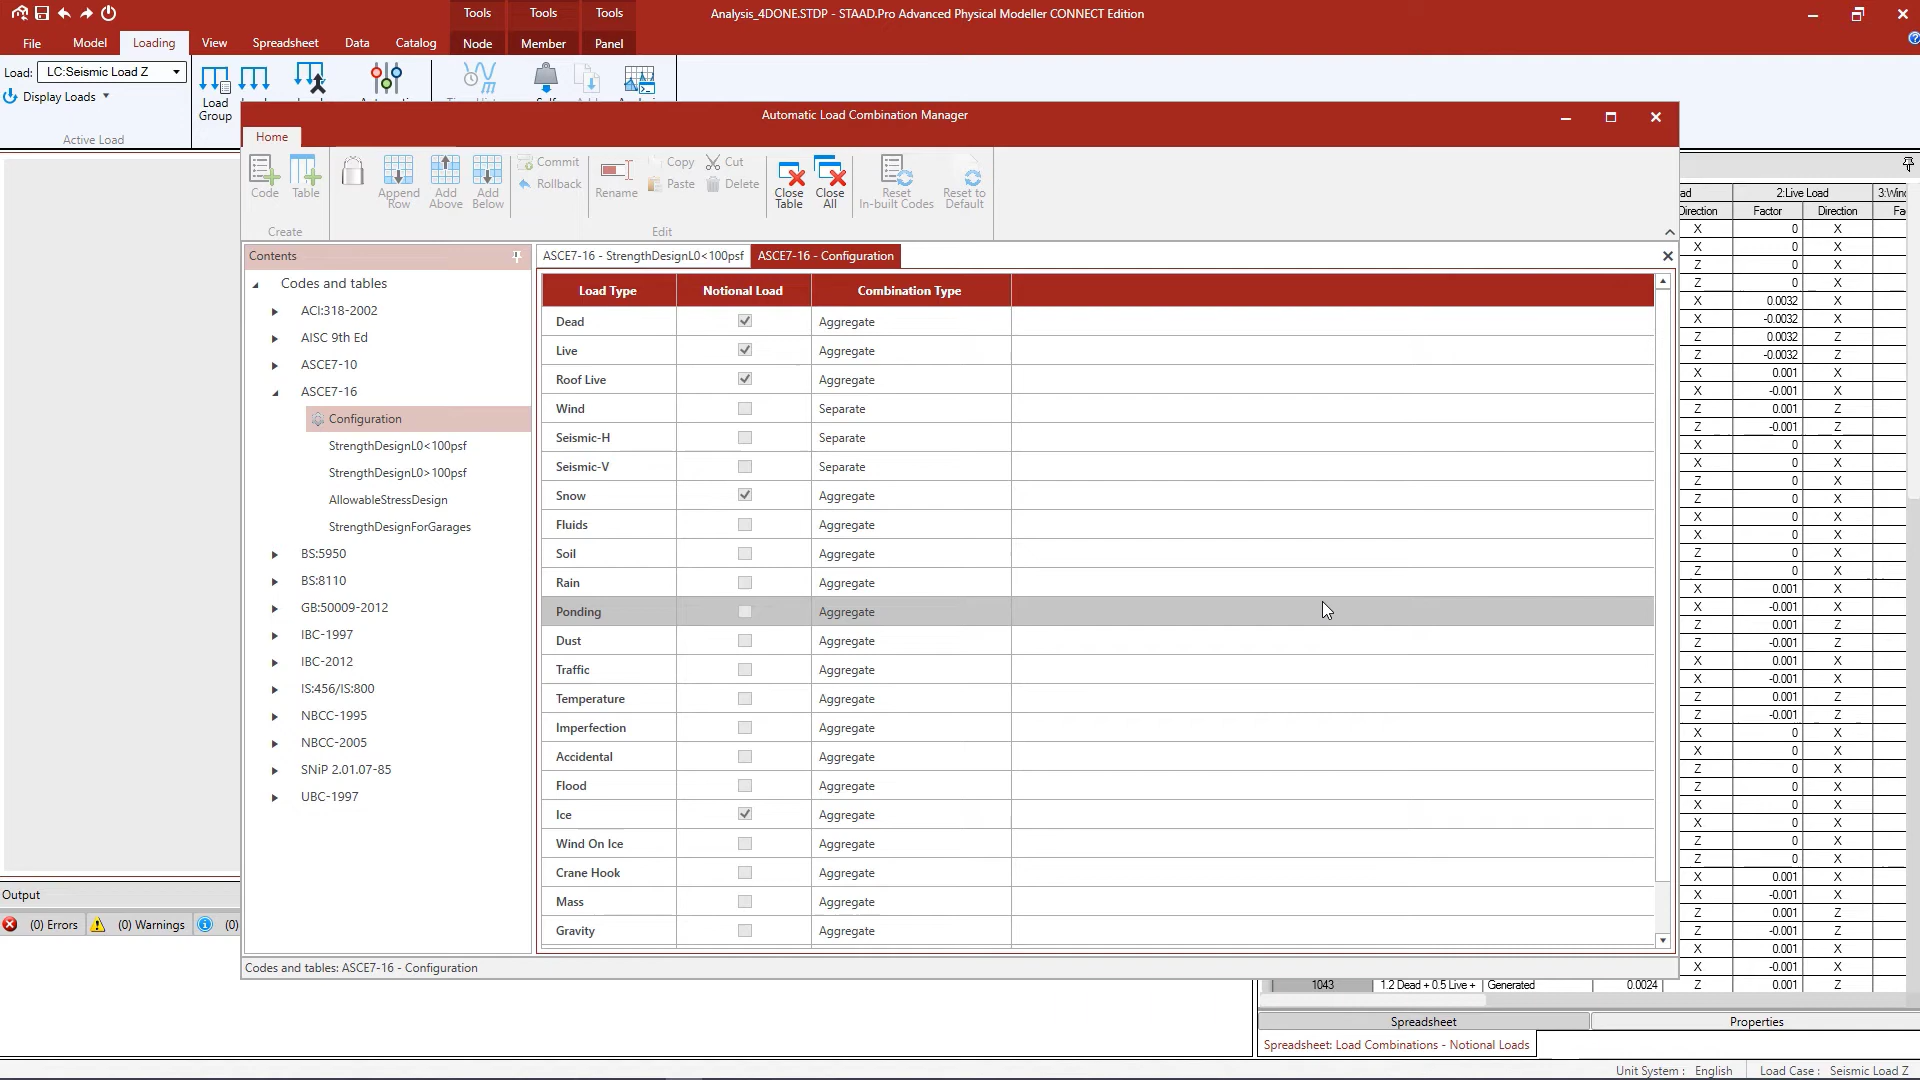 Analysis_4DONE.STDP - STAAD.Pro Advanced Physical Modeller CONNECT Edition
Tools Tools Tools
File Model Loading View Spreadsheet Data Catalog Node Member Panel
Load: LC:Seismic Load Z
Display Loads
Load Group
Active Load
Automatic Load Combination Manager
Home
Code Table
Append Row
Add Above
Add Below
Commit
Rollback
Rename
Copy
Paste
Cut
Delete
Close Table
Close All
Reset In-built Codes
Reset to Default
Create Edit
Contents
Codes and tables
ACI:318-2002
AISC 9th Ed
ASCE7-10
ASCE7-16
Configuration
StrengthDesignL0<100psf
StrengthDesignL0>100psf
AllowableStressDesign
StrengthDesignForGarages
BS:5950
BS:8110
GB:50009-2012
IBC-1997
IBC-2012
IS:456/IS:800
NBCC-1995
NBCC-2005
SNiP 2.01.07-85
UBC-1997
ASCE7-16 - StrengthDesignL0<100psf ASCE7-16 - Configuration
Load Type Notional Load Combination Type
Dead Aggregate
Live Aggregate
Roof Live Aggregate
Wind Separate
Seismic-H Separate
Seismic-V Separate
Snow Aggregate
Fluids Aggregate
Soil Aggregate
Rain Aggregate
Ponding Aggregate
Dust Aggregate
Traffic Aggregate
Temperature Aggregate
Imperfection Aggregate
Accidental Aggregate
Flood Aggregate
Ice Aggregate
Wind On Ice Aggregate
Crane Hook Aggregate
Mass Aggregate
Gravity Aggregate
Codes and tables: ASCE7-16 - Configuration
2:Live Load
Direction Factor Direction
X 0 X
X 0 X
Z 0 X
Z 0 X
X 0.0032 X
X -0.0032 X
Z 0.0032 Z
Z -0.0032 Z
X 0.001 X
X -0.001 X
Z 0.001 Z
Z -0.001 Z
X 0 X
X 0 X
Z 0 X
Z 0 X
X 0 X
X 0 X
Z 0 X
Z 0 X
X 0.001 X
X -0.001 X
Z 0.001 Z
Z -0.001 Z
X 0.001 X
X -0.001 X
Z 0.001 Z
Z -0.001 Z
X 0 X
X 0 X
Z 0 X
Z 0 X
X 0 X
X 0 X
Z 0 X
Z 0 X
X 0.001 X
X -0.001 X
Z 0.001 Z
Z -0.001 Z
X 0.001 X
X -0.001 X
1043 1.2 Dead + 0.5 Live + Generated 0.0024 Z 0.001 Z
Output
(0) Errors (0) Warnings (0)
Spreadsheet Properties
Spreadsheet: Load Combinations - Notional Loads
Unit System : English Load Case : Seismic Load Z